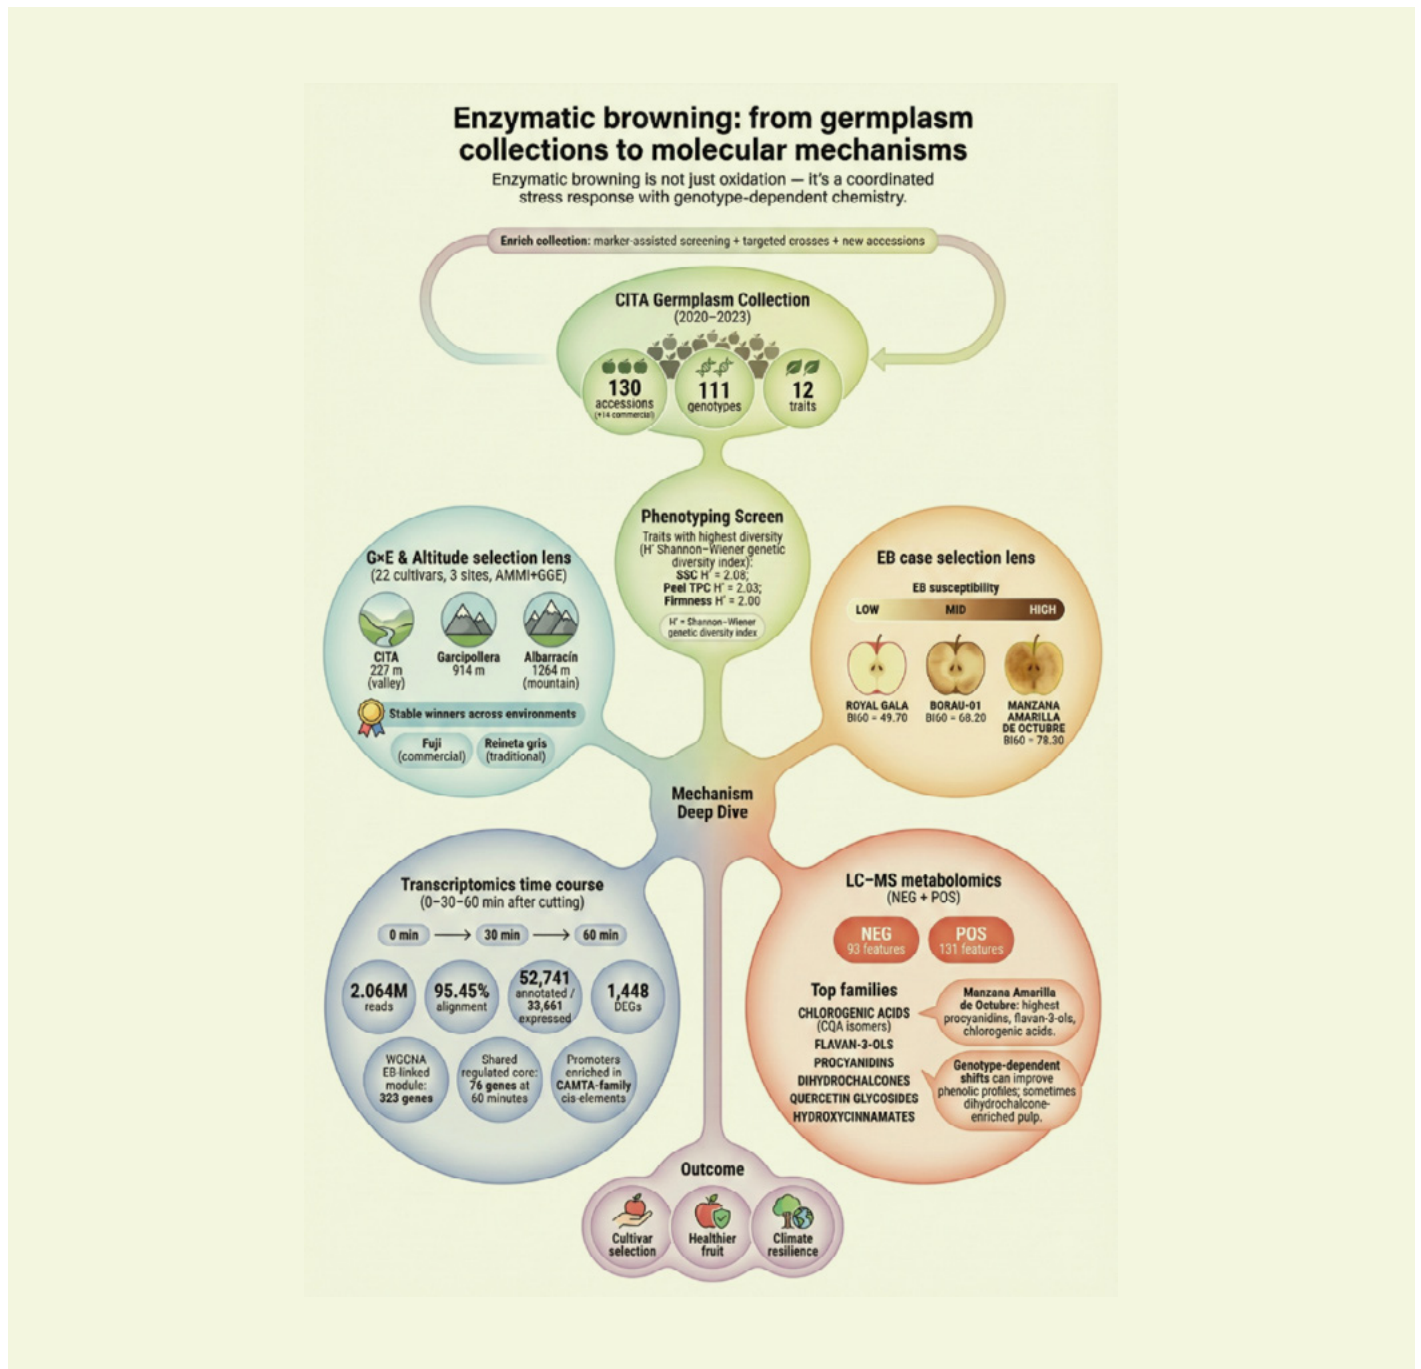 Enzymatic browning: from germplasm
collections to molecular mechanisms
Enzymatic browning is not just oxidation — it's a coordinated
stress response with genotype-dependent chemistry.
Enrich collection: marker-assisted screening + targeted crosses + new accessions
CITA Germplasm Collection
(2020–2023)
130
accessions
(+14 commercial)
111
genotypes
12
traits
Phenotyping Screen
Traits with highest diversity
(H' Shannon–Wiener genetic
diversity index):
SSC H' = 2.08;
Peel TPC H' = 2.03;
Firmness H' = 2.00
H' = Shannon–Wiener
genetic diversity index
G×E & Altitude selection lens
(22 cultivars, 3 sites, AMMI+GGE)
CITA
227 m
(valley)
Garcipollera
914 m
Albarracín
1264 m
(mountain)
Stable winners across environments
Fuji
(commercial)
Reineta gris
(traditional)
EB case selection lens
EB susceptibility
LOW
MID
HIGH
ROYAL GALA
BI60 = 49.70
BORAU-01
BI60 = 68.20
MANZANA
AMARILLA
DE OCTUBRE
BI60 = 78.30
Mechanism
Deep Dive
Transcriptomics time course
(0–30–60 min after cutting)
0 min
30 min
60 min
2.064M
reads
95.45%
alignment
52,741
annotated /
33,661
expressed
1,448
DEGs
WGCNA
EB-linked
module:
323 genes
Shared
regulated core:
76 genes at
60 minutes
Promoters
enriched in
CAMTA-family
cis-elements
LC–MS metabolomics
(NEG + POS)
NEG
93 features
POS
131 features
Top families
CHLOROGENIC ACIDS
(CQA isomers)
FLAVAN-3-OLS
PROCYANIDINS
DIHYDROCHALCONES
QUERCETIN GLYCOSIDES
HYDROXYCINNAMATES
Manzana Amarilla
de Octubre: highest
procyanidins, flavan-3-ols,
chlorogenic acids.
Genotype-dependent
shifts can improve
phenolic profiles; sometimes
dihydrochalcone-
enriched pulp.
Outcome
Cultivar
selection
Healthier
fruit
Climate
resilience